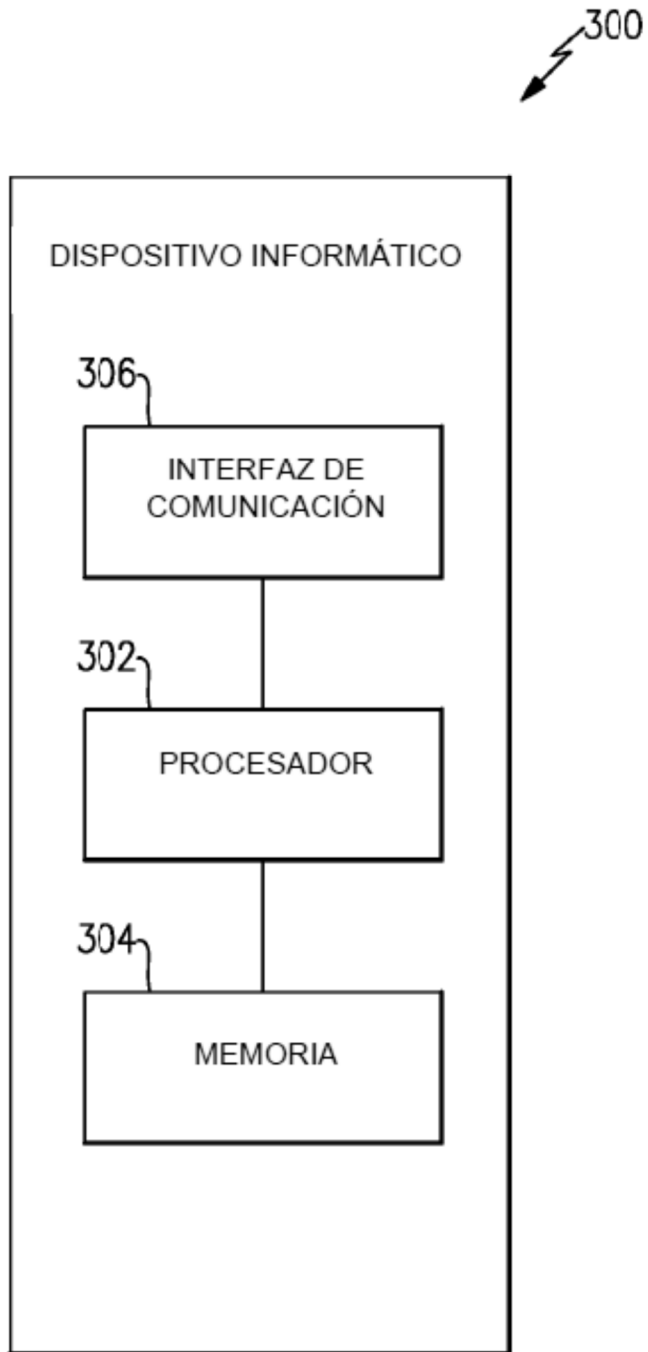 300
DISPOSITIVO INFORMÁTICO
306
INTERFAZ DE
COMUNICACIÓN
302
PROCESADOR
304
MEMORIA